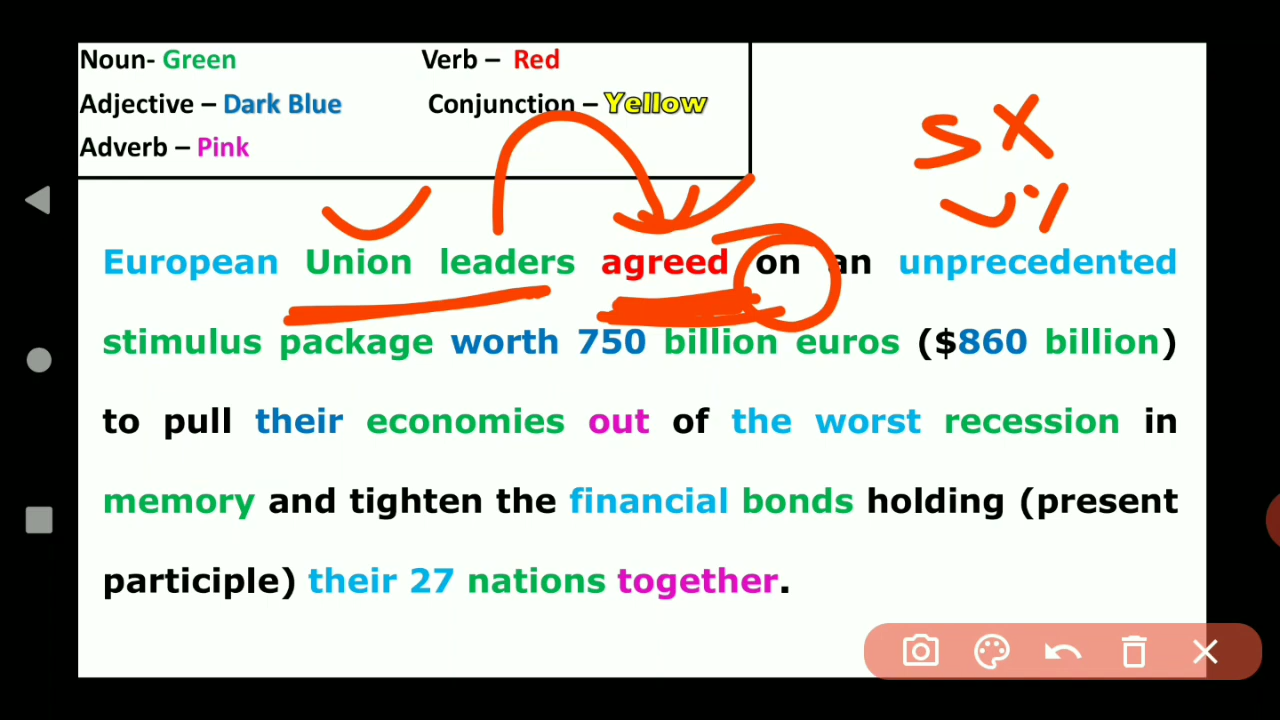 Noun- Green Verb – Red
Adjective – Dark Blue Conjunction – Yellow
Adverb – Pink
S X
European Union leaders agreed on an unprecedented
stimulus package worth 750 billion euros ($860 billion)
to pull their economies out of the worst recession in
memory and tighten the financial bonds holding (present
participle) their 27 nations together.